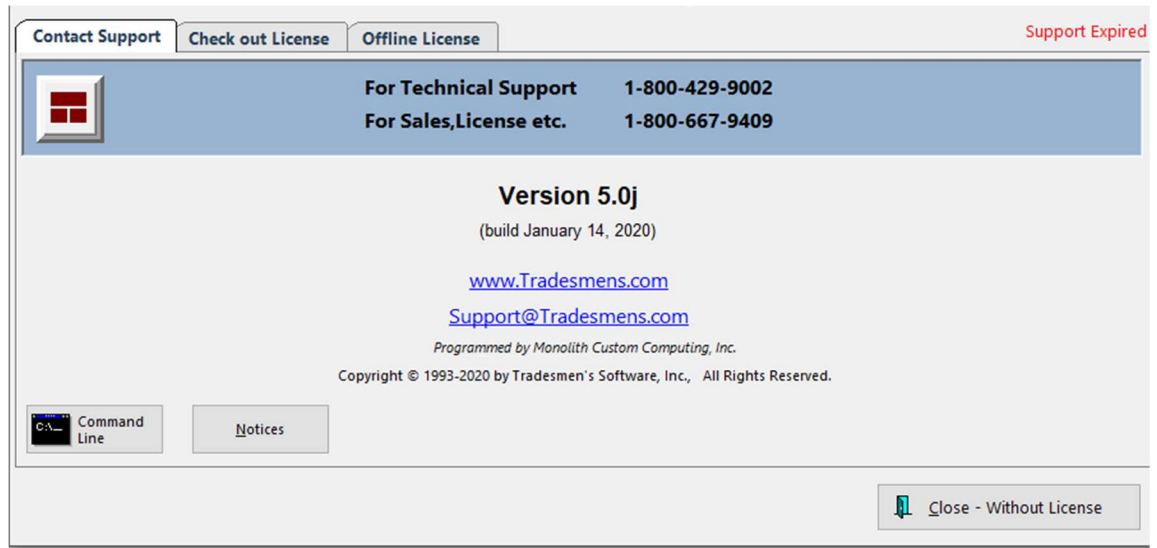 Contact Support Check out License Offline License Support Expired
For Technical Support 1-800-429-9002
For Sales,License etc. 1-800-667-9409
Version 5.0j
(build January 14, 2020)
www.Tradesmens.com
Support@Tradesmens.com
Programmed by Monolith Custom Computing, Inc.
Copyright © 1993-2020 by Tradesmen's Software, Inc., All Rights Reserved.
C:\_ Command
Line
Notices
Close - Without License